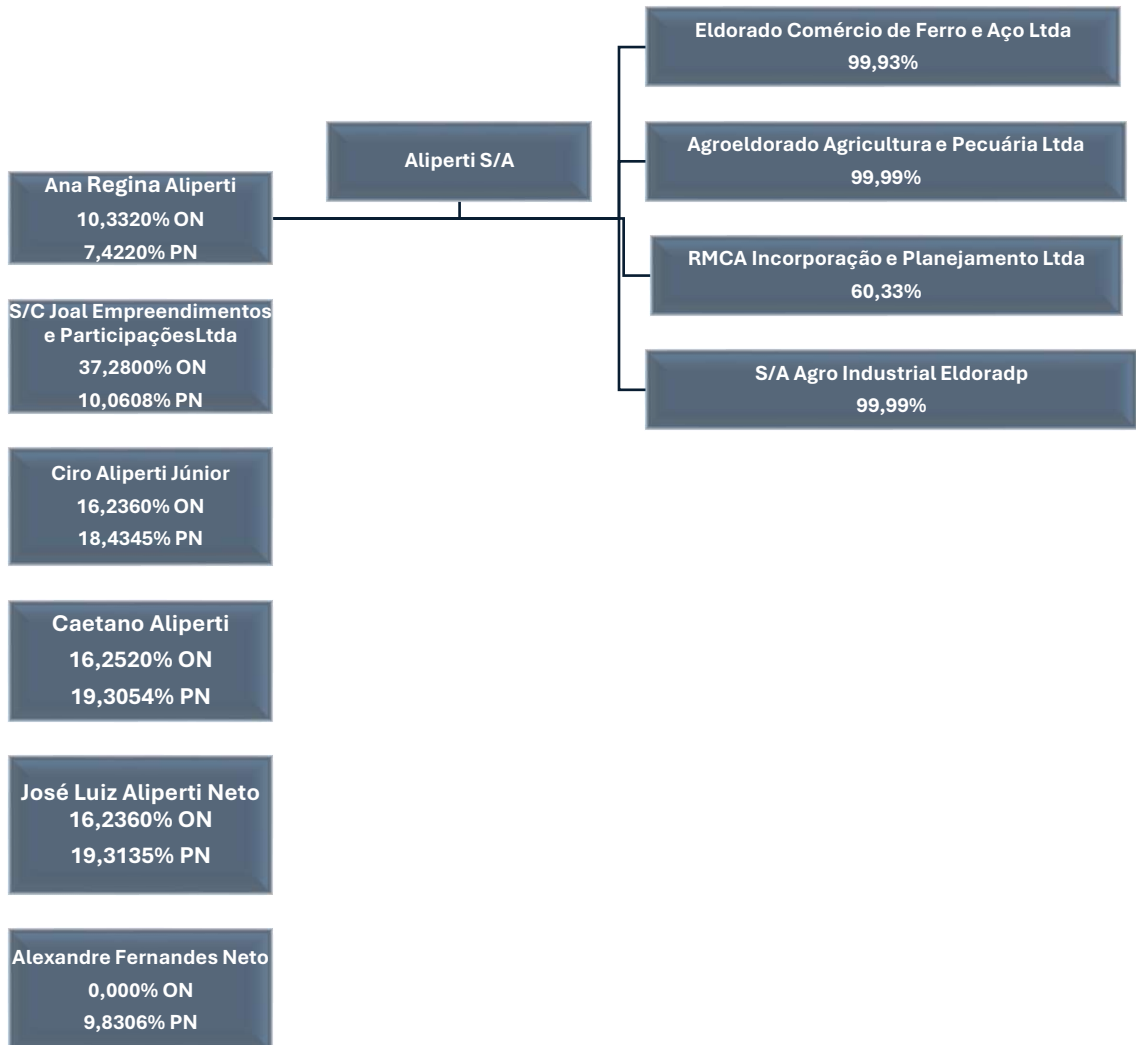 Eldorado Comércio de Ferro e Aço Ltda
99,93%
Aliperti S/A
Agroeldorado Agricultura e Pecuária Ltda
99,99%
Ana Regina Aliperti
10,3320% ON
7,4220% PN
RMCA Incorporação e Planejamento Ltda
60,33%
S/C Joal Empreendimentos
e ParticipaçõesLtda
37,2800% ON
10,0608% PN
S/A Agro Industrial Eldoradp
99,99%
Ciro Aliperti Júnior
16,2360% ON
18,4345% PN
Caetano Aliperti
16,2520% ON
19,3054% PN
José Luiz Aliperti Neto
16,2360% ON
19,3135% PN
Alexandre Fernandes Neto
0,000% ON
9,8306% PN